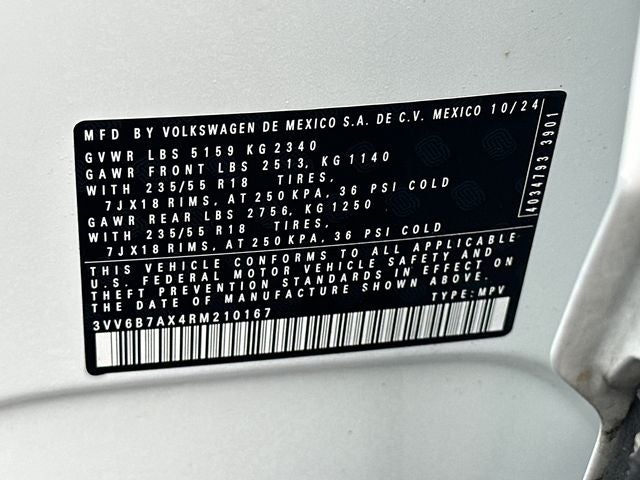 MFD BY VOLKSWAGEN DE MEXICO S.A. DE C.V. MEXICO 10/24
GVWR LBS 5159 KG 2340
GAWR FRONT LBS 2513, KG 1140
WITH 235/55 R18 TIRES,
7JX18 RIMS, AT 250 KPA, 36 PSI COLD
GAWR REAR LBS 2756, KG 1250
WITH 235/55 R18 TIRES,
7JX18 RIMS, AT 250 KPA, 36 PSI COLD
THIS VEHICLE CONFORMS TO ALL APPLICABLE
U.S. FEDERAL MOTOR VEHICLE SAFETY AND
THEFT PREVENTION STANDARDS IN EFFECT ON
THE DATE OF MANUFACTURE SHOWN ABOVE.
3VV6B7AX4RM210167 TYPE: MPV
4034793 3901